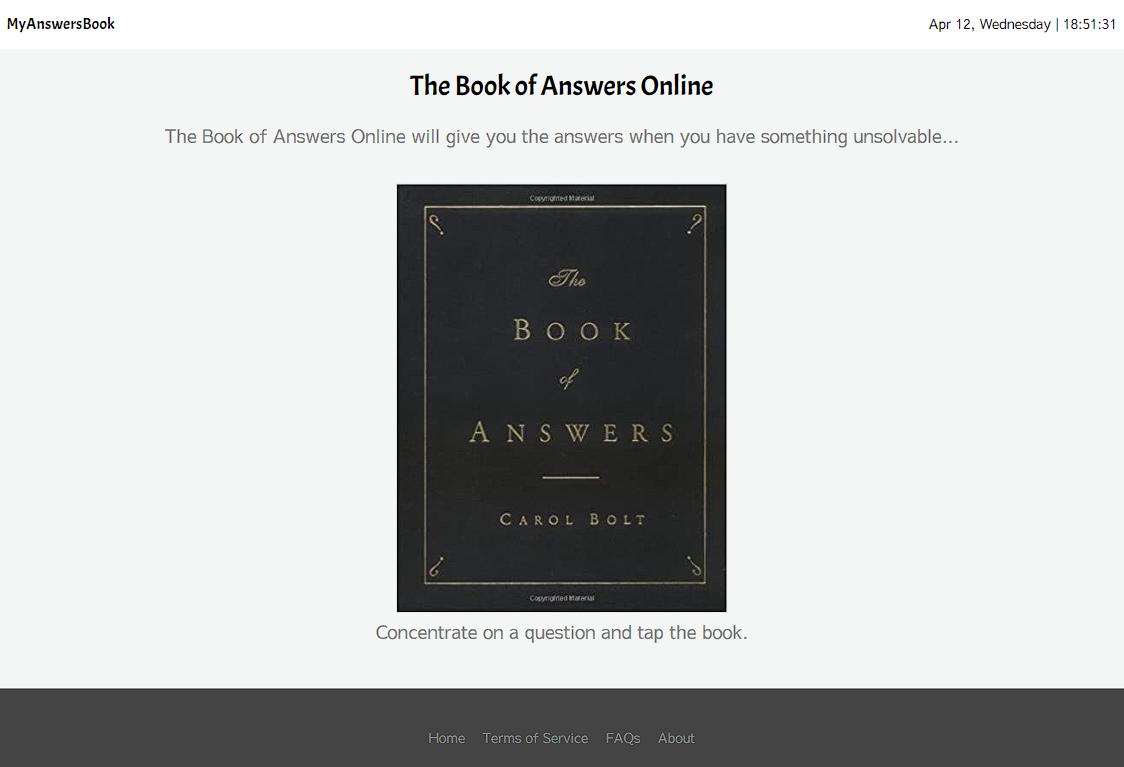 MyAnswersBook
Apr 12, Wednesday | 18:51:31
The Book of Answers Online
The Book of Answers Online will give you the answers when you have something unsolvable...
Copyrighted Material
The
BOOK
of
ANSWERS
CAROL BOLT
Copyrighted Material
Concentrate on a question and tap the book.
Home Terms of Service FAQs About